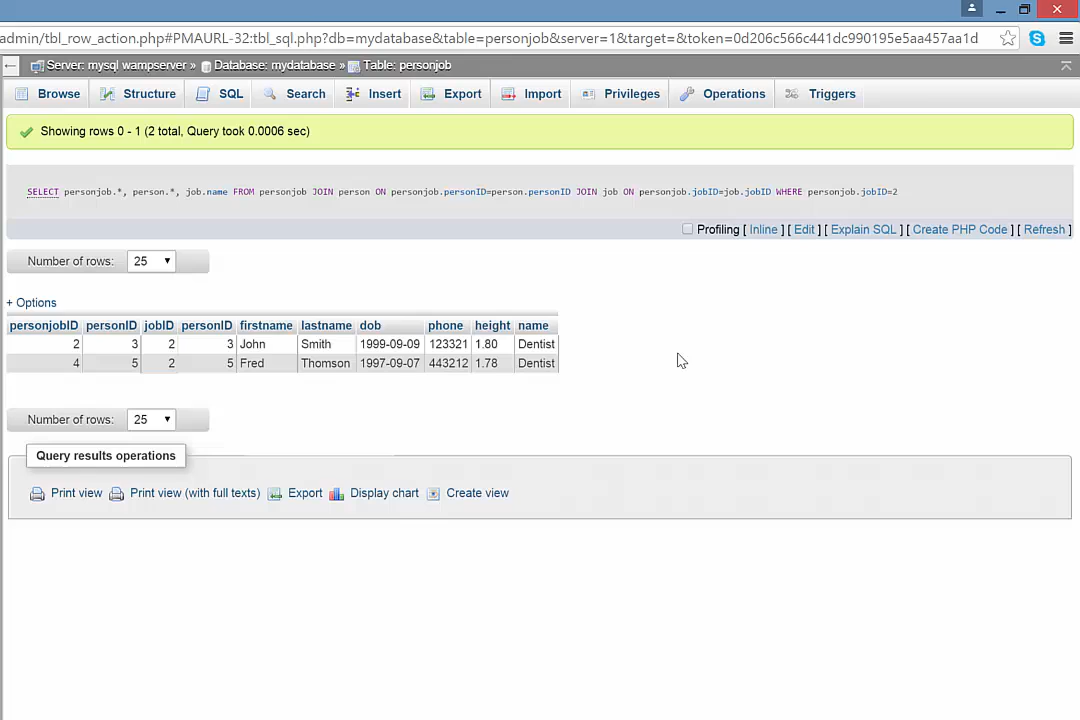 admin/tbl_row_action.php#PMAURL-32:tbl_sql.php?db=mydatabase&table=personjob&server=1&target=&token=0d206c566c441dc990195e5aa457aa1d
Server: mysql wampserver » Database: mydatabase » Table: personjob
Browse Structure SQL Search Insert Export Import Privileges Operations Triggers
Showing rows 0 - 1 (2 total, Query took 0.0006 sec)
SELECT personjob.*, person.*, job.name FROM personjob JOIN person ON personjob.personID=person.personID JOIN job ON personjob.jobID=job.jobID WHERE personjob.jobID=2
Profiling [ Inline ] [ Edit ] [ Explain SQL ] [ Create PHP Code ] [ Refresh ]
Number of rows: 25
+ Options
personjobID personID jobID personID firstname lastname dob phone height name
2 3 2 3 John Smith 1999-09-09 123321 1.80 Dentist
4 5 2 5 Fred Thomson 1997-09-07 443212 1.78 Dentist
Number of rows: 25
Query results operations
Print view Print view (with full texts) Export Display chart Create view